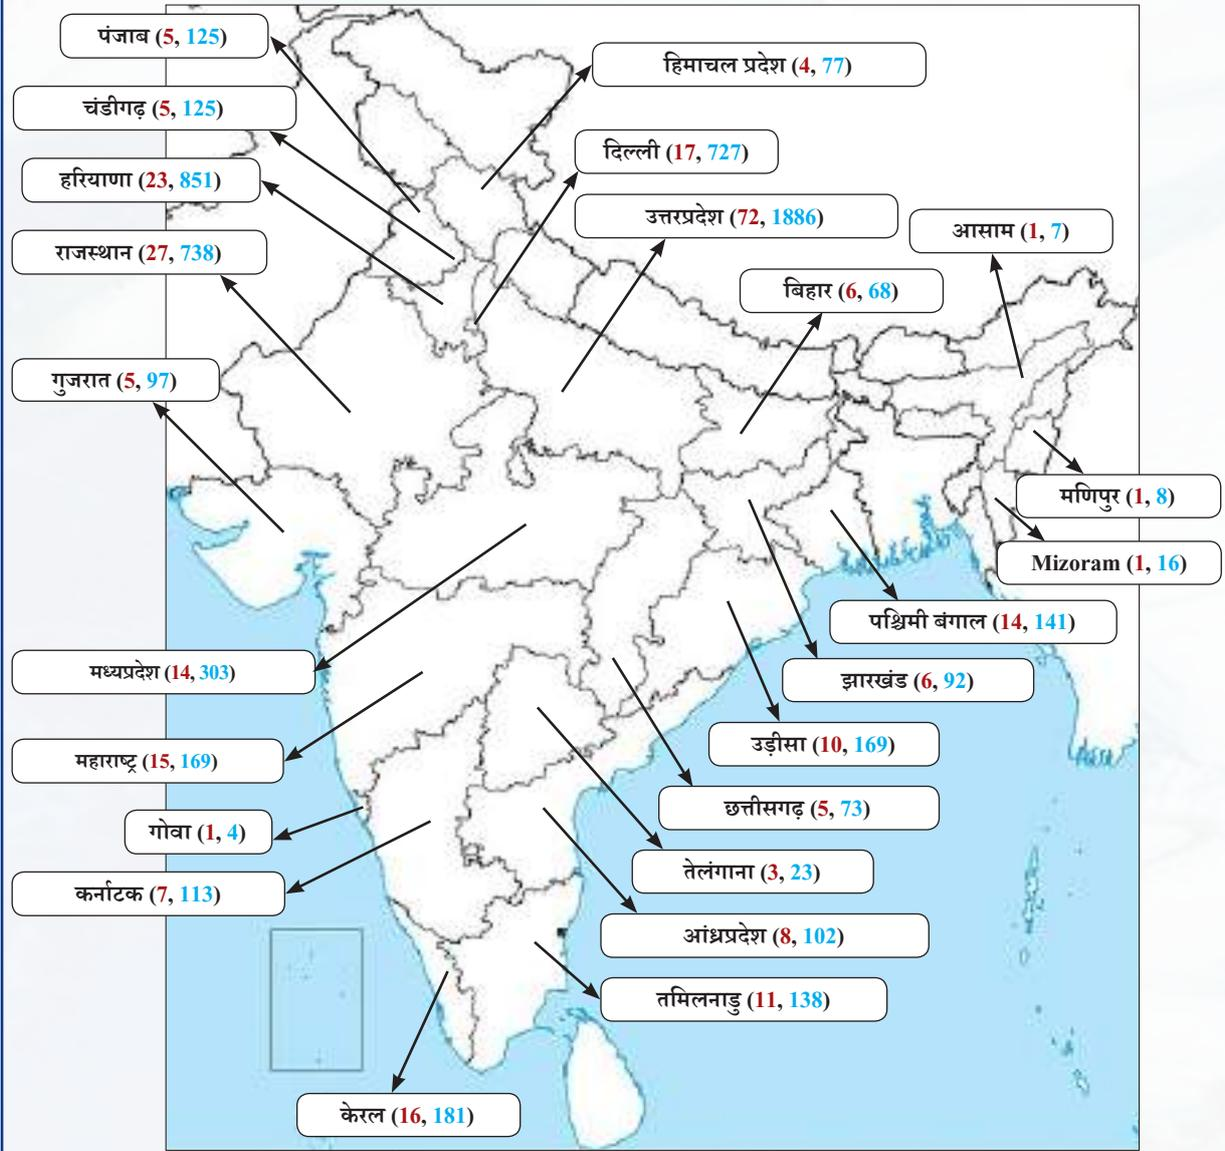 पंजाब (5, 125)
हिमाचल प्रदेश (4, 77)
चंडीगढ़ (5, 125)
दिल्ली (17, 727)
हरियाणा (23, 851)
उत्तरप्रदेश (72, 1886)
आसाम (1, 7)
राजस्थान (27, 738)
बिहार (6, 68)
गुजरात (5, 97)
मणिपुर (1, 8)
Mizoram (1, 16)
पश्चिमी बंगाल (14, 141)
मध्यप्रदेश (14, 303)
झारखंड (6, 92)
उड़ीसा (10, 169)
महाराष्ट्र (15, 169)
छत्तीसगढ़ (5, 73)
गोवा (1, 4)
तेलंगाना (3, 23)
कर्नाटक (7, 113)
आंध्रप्रदेश (8, 102)
तमिलनाडु (11, 138)
केरल (16, 181)